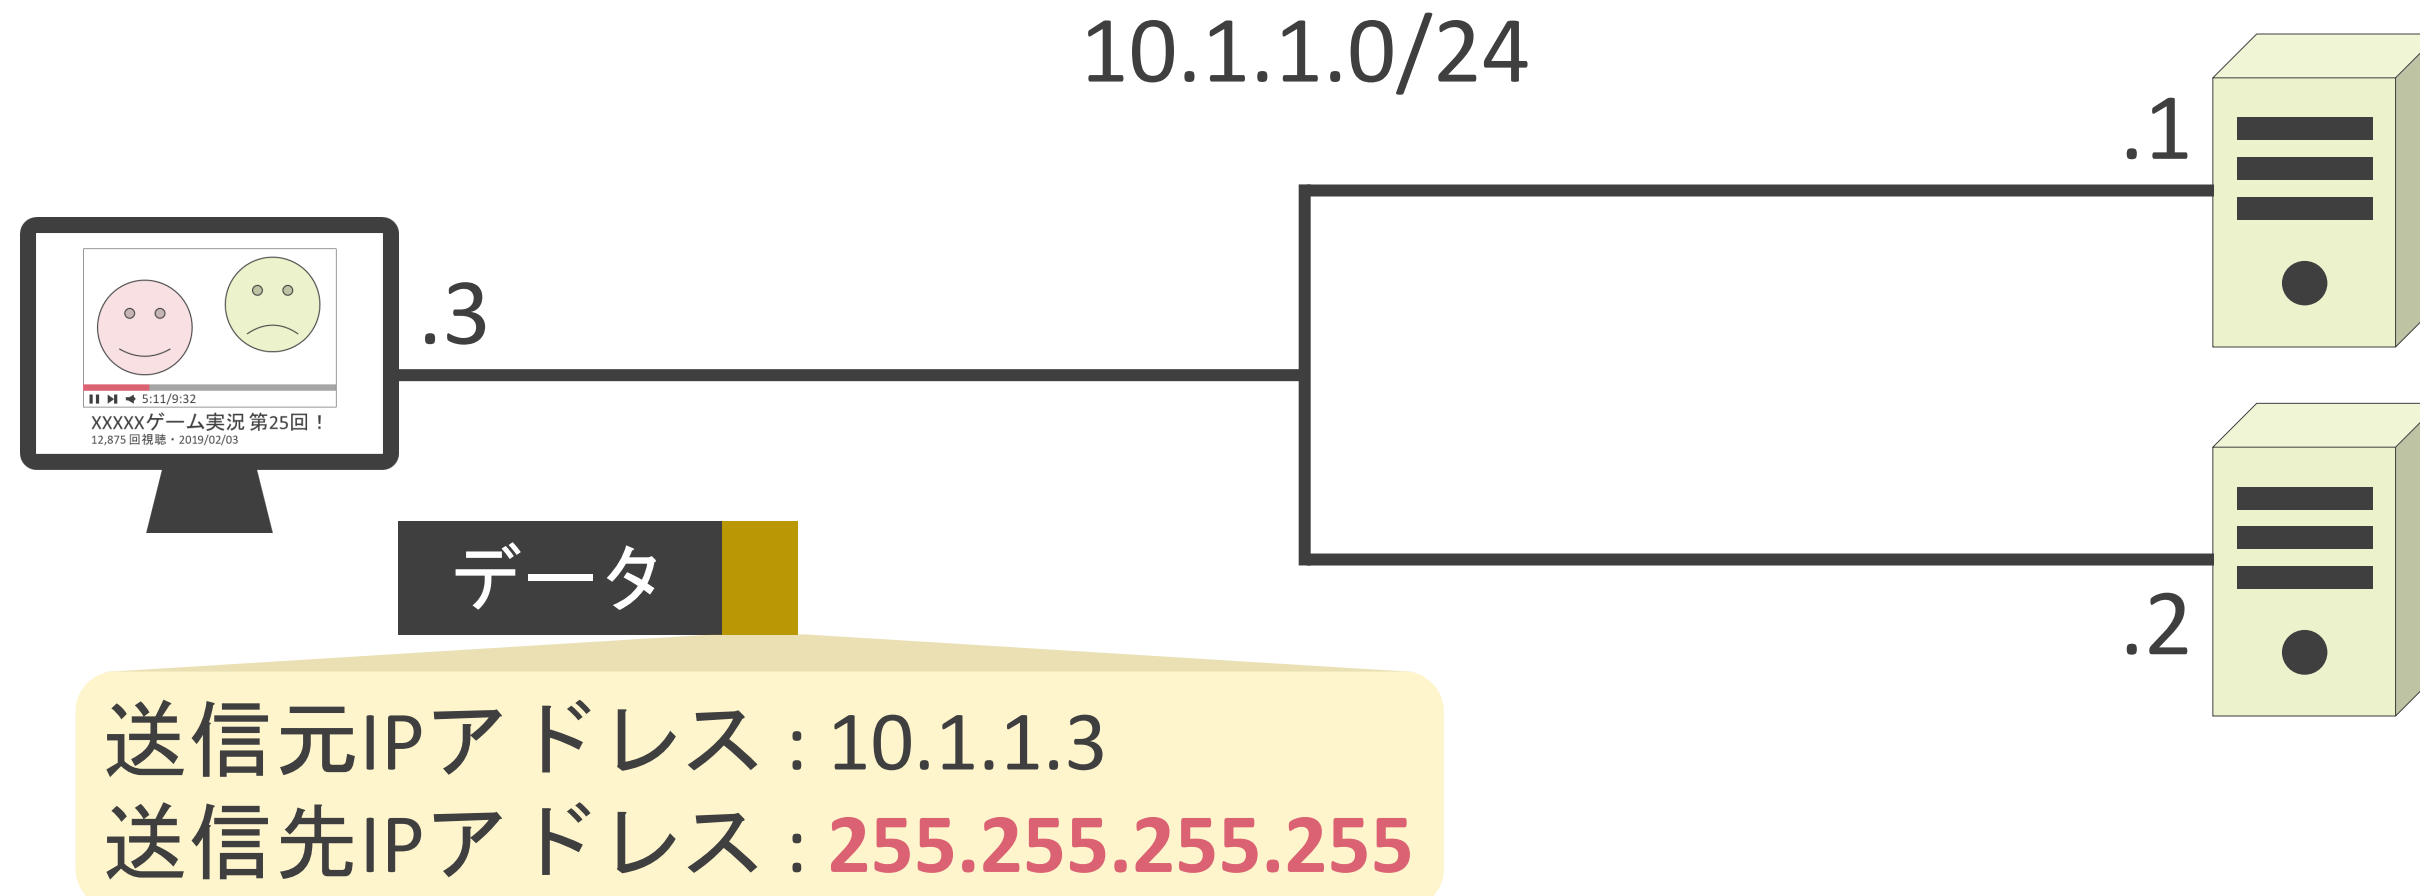 10.1.1.0/24
.1
.3
5:11/9:32
XXXXXゲーム実況 第25回！
12,875 回視聴・2019/02/03
データ
.2
送信元IPアドレス：10.1.1.3
送信先IPアドレス：255.255.255.255